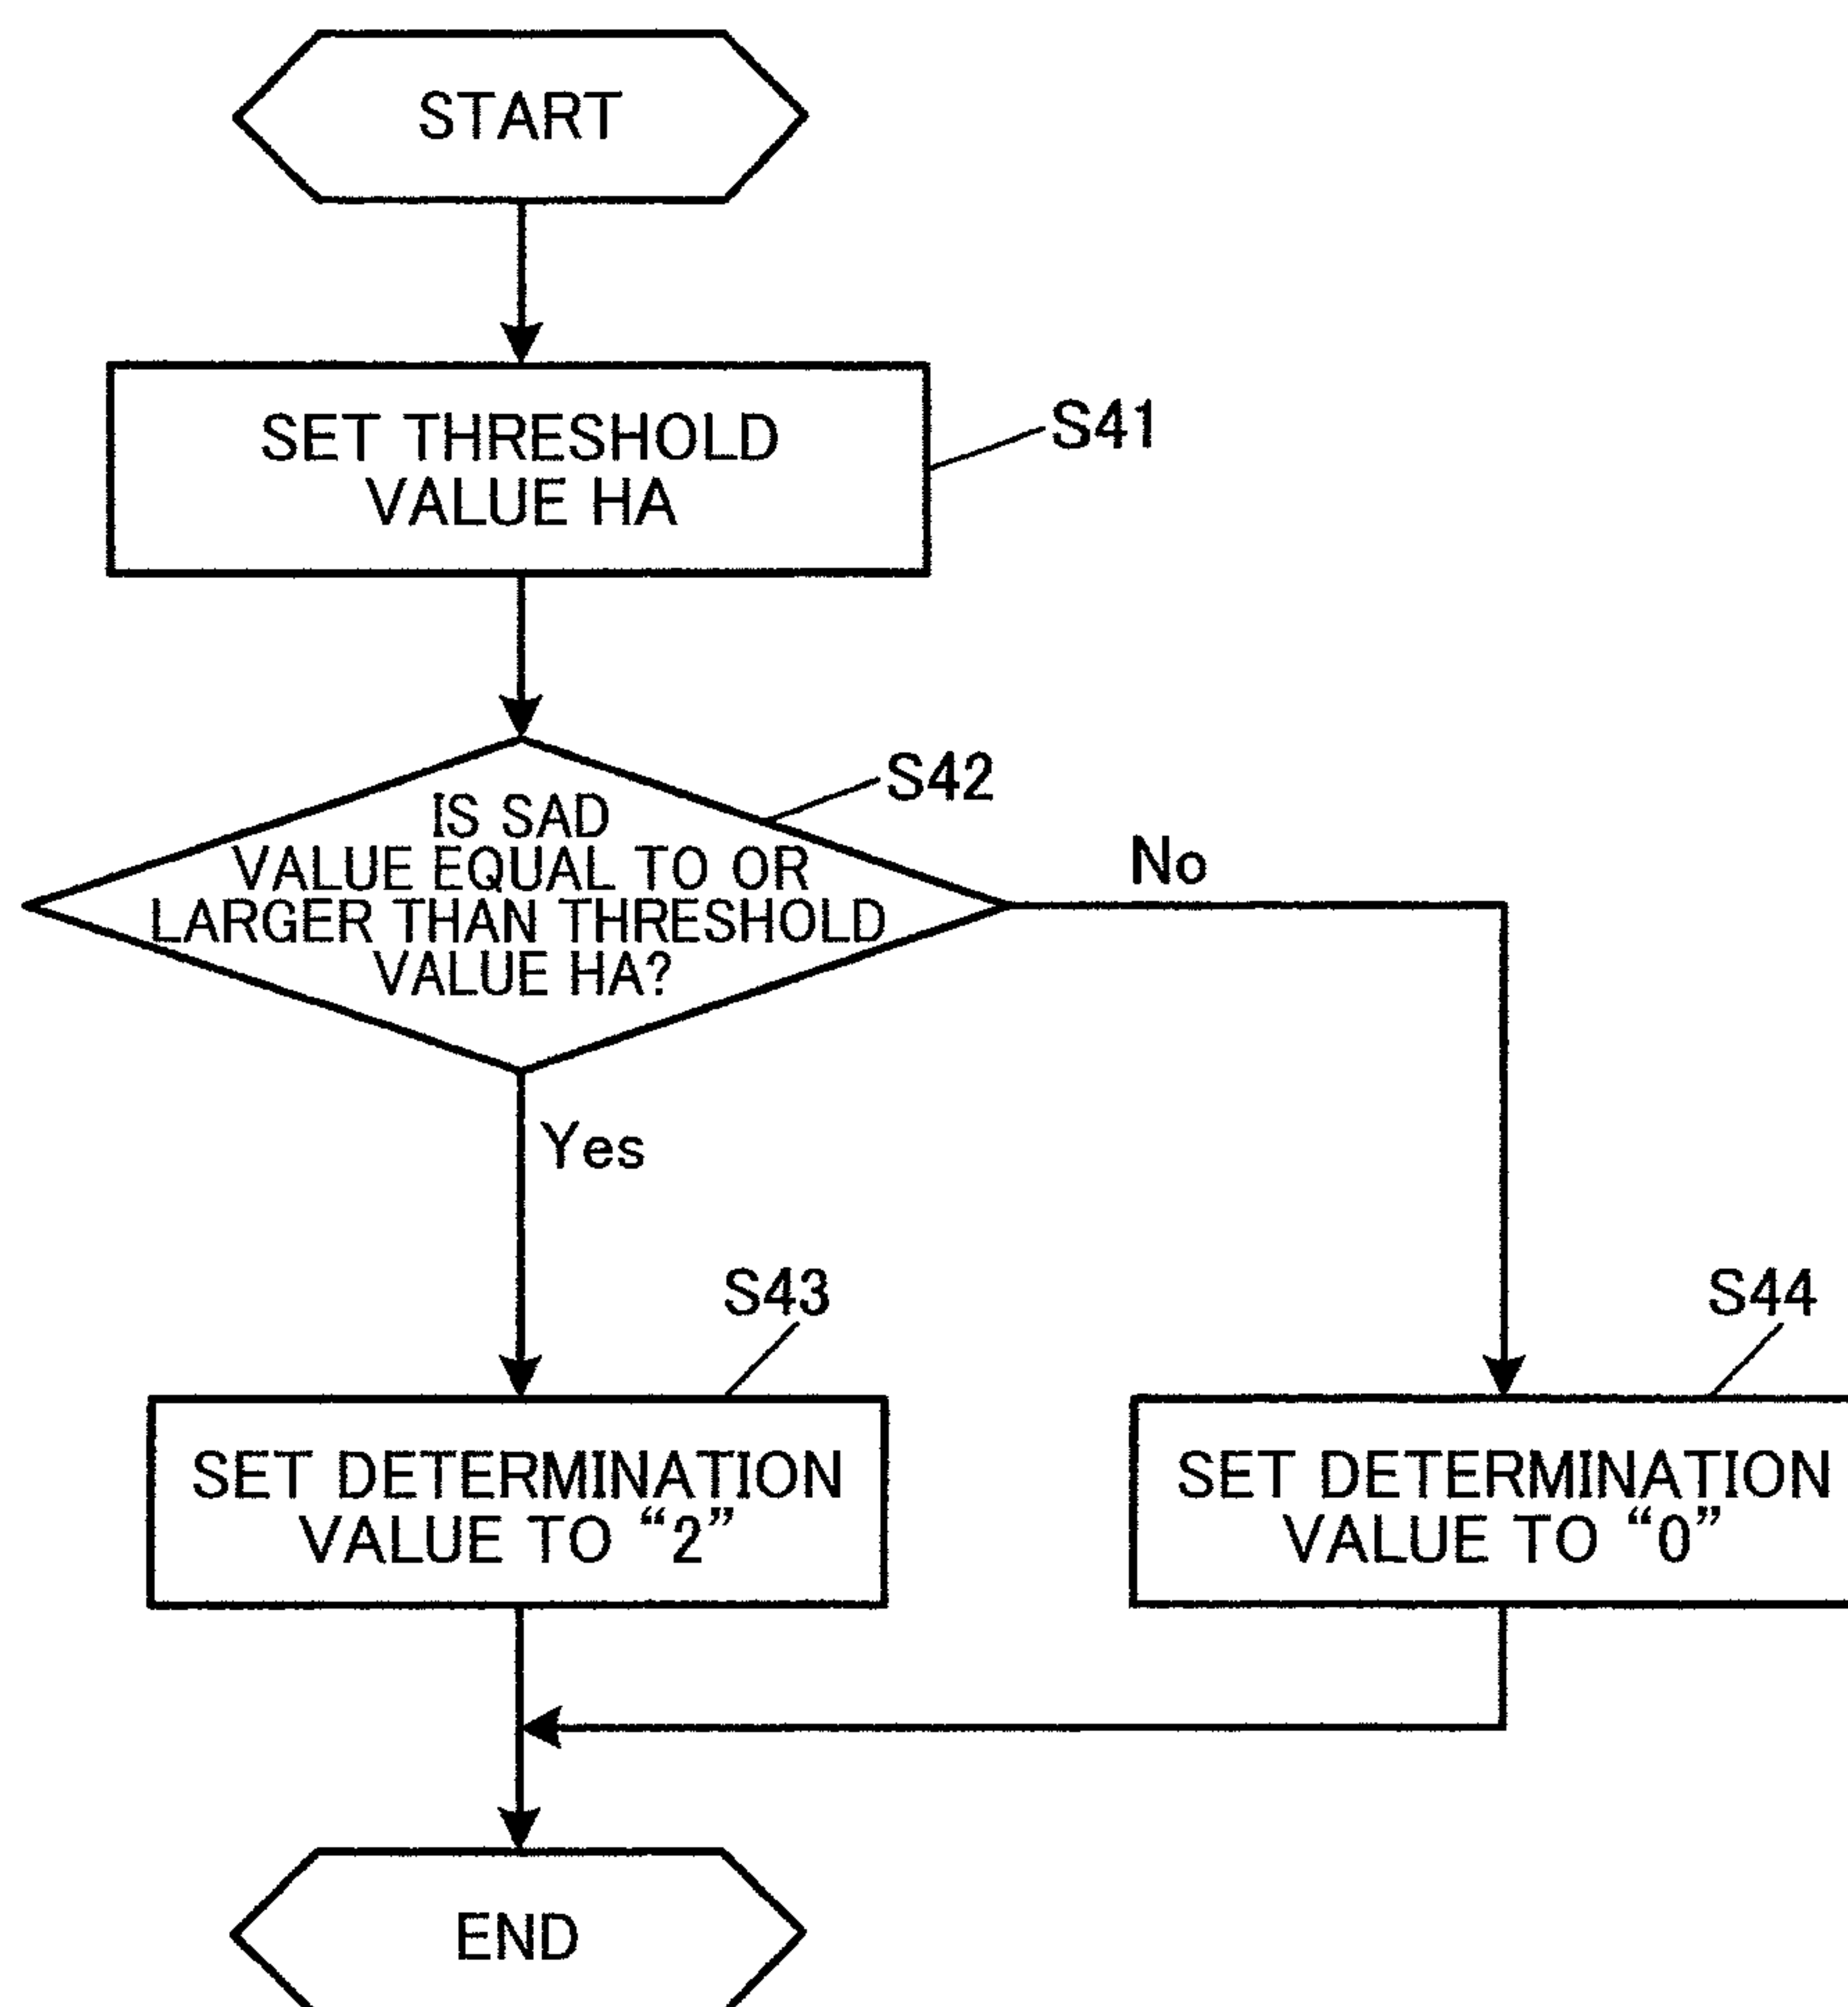 START
SET THRESHOLD
VALUE HA
S41
S42
IS SAD
VALUE EQUAL TO OR
LARGER THAN THRESHOLD
VALUE HA?
No
Yes
S43
S44
SET DETERMINATION
VALUE TO “2”
SET DETERMINATION
VALUE TO “0”
END